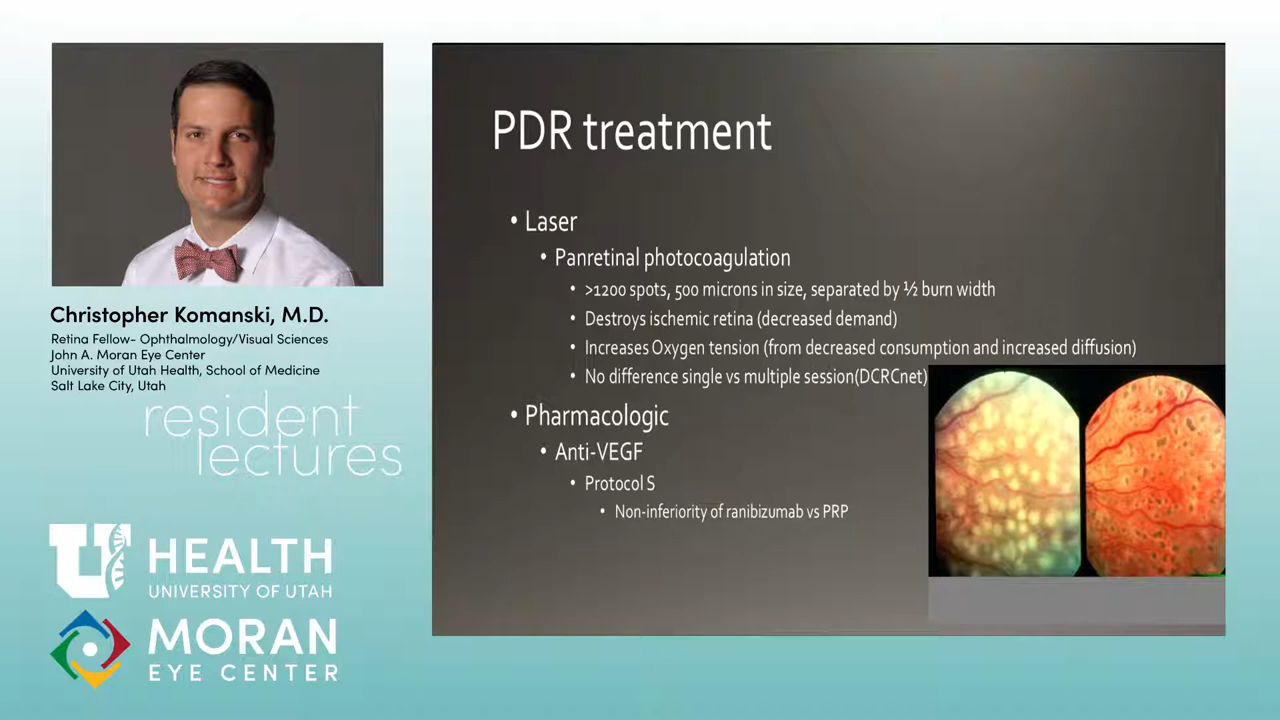 PDR treatment
• Laser
• Panretinal photocoagulation
• >1200 spots, 500 microns in size, separated by ½ burn width
• Destroys ischemic retina (decreased demand)
• Increases Oxygen tension (from decreased consumption and increased diffusion)
• No difference single vs multiple session(DCRCnet)
• Pharmacologic
• Anti-VEGF
• Protocol S
• Non-inferiority of ranibizumab vs PRP
Christopher Komanski, M.D.
Retina Fellow- Ophthalmology/Visual Sciences
John A. Moran Eye Center
University of Utah Health, School of Medicine
Salt Lake City, Utah
resident
lectures
U HEALTH
UNIVERSITY OF UTAH
MORAN
EYE CENTER